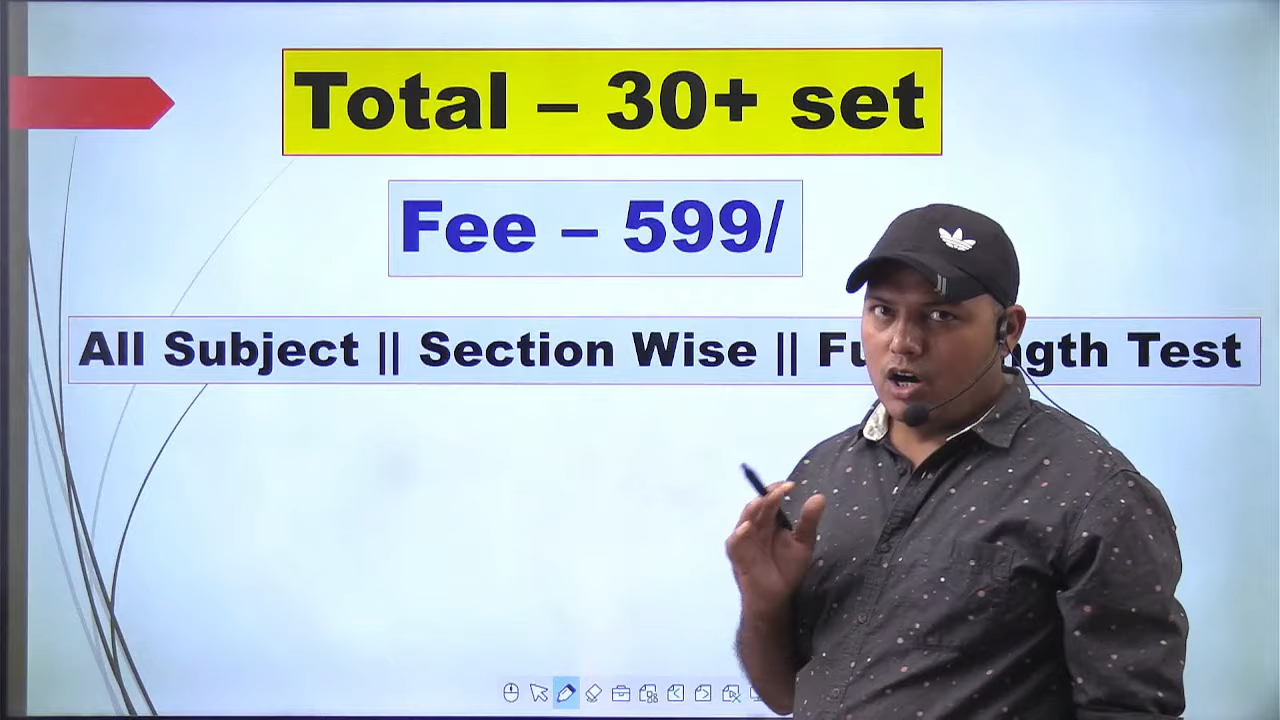 Total – 30+ set
Fee – 599/
All Subject || Section Wise || Test